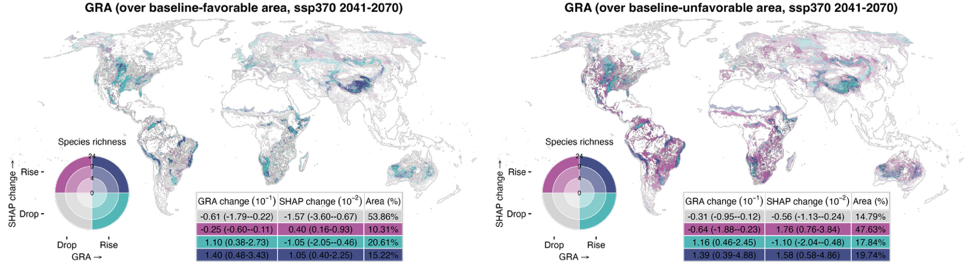 GRA (over baseline-favorable area, ssp370 2041-2070)
Species richness
24
8
4
0
SHAP change →
Rise
Drop
Drop
Rise
GRA →
GRA change (10⁻¹) SHAP change (10⁻²) Area (%)
-0.61 (-1.79--0.22) -1.57 (-3.60--0.67) 53.86%
-0.25 (-0.60--0.11) 0.40 (0.16-0.93) 10.31%
1.10 (0.38-2.73) -1.05 (-2.05--0.46) 20.61%
1.40 (0.48-3.43) 1.05 (0.40-2.25) 15.22%
GRA (over baseline-unfavorable area, ssp370 2041-2070)
Species richness
24
8
4
0
SHAP change →
Rise
Drop
Drop
Rise
GRA →
GRA change (10⁻¹) SHAP change (10⁻²) Area (%)
-0.31 (-0.95--0.12) -0.56 (-1.13--0.24) 14.79%
-0.64 (-1.88--0.23) 1.76 (0.76-3.84) 47.63%
1.16 (0.46-2.45) -1.10 (-2.04--0.48) 17.84%
1.39 (0.39-4.88) 1.58 (0.58-4.86) 19.74%